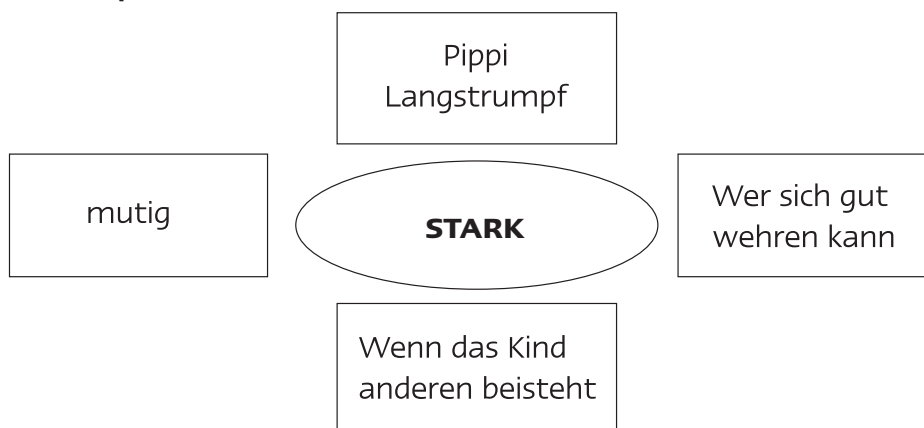 Pippi
Langstrumpf
mutig
STARK
Wer sich gut
wehren kann
Wenn das Kind
anderen beisteht